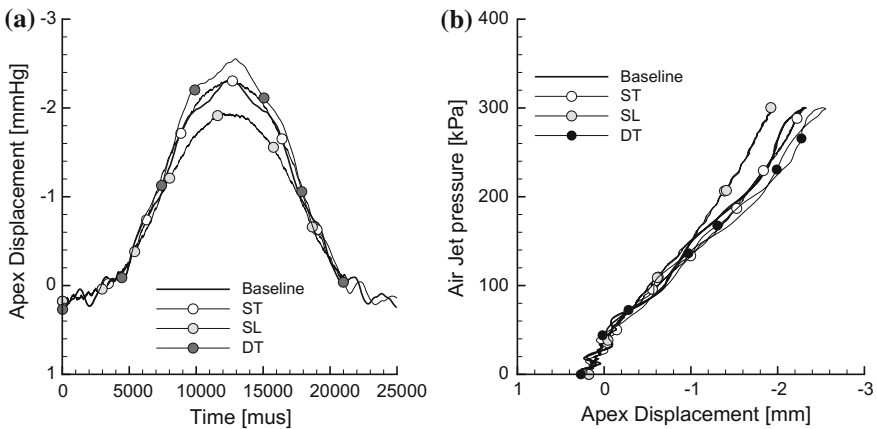 (a)
-3
-2
-1
0
1
Apex Displacement [mmHg]
Baseline
ST
SL
DT
0 5000 10000 15000 20000 25000
Time [mus]
(b)
400
300
200
100
0
Air Jet pressure [kPa]
Baseline
ST
SL
DT
1 0 -1 -2 -3
Apex Displacement [mm]